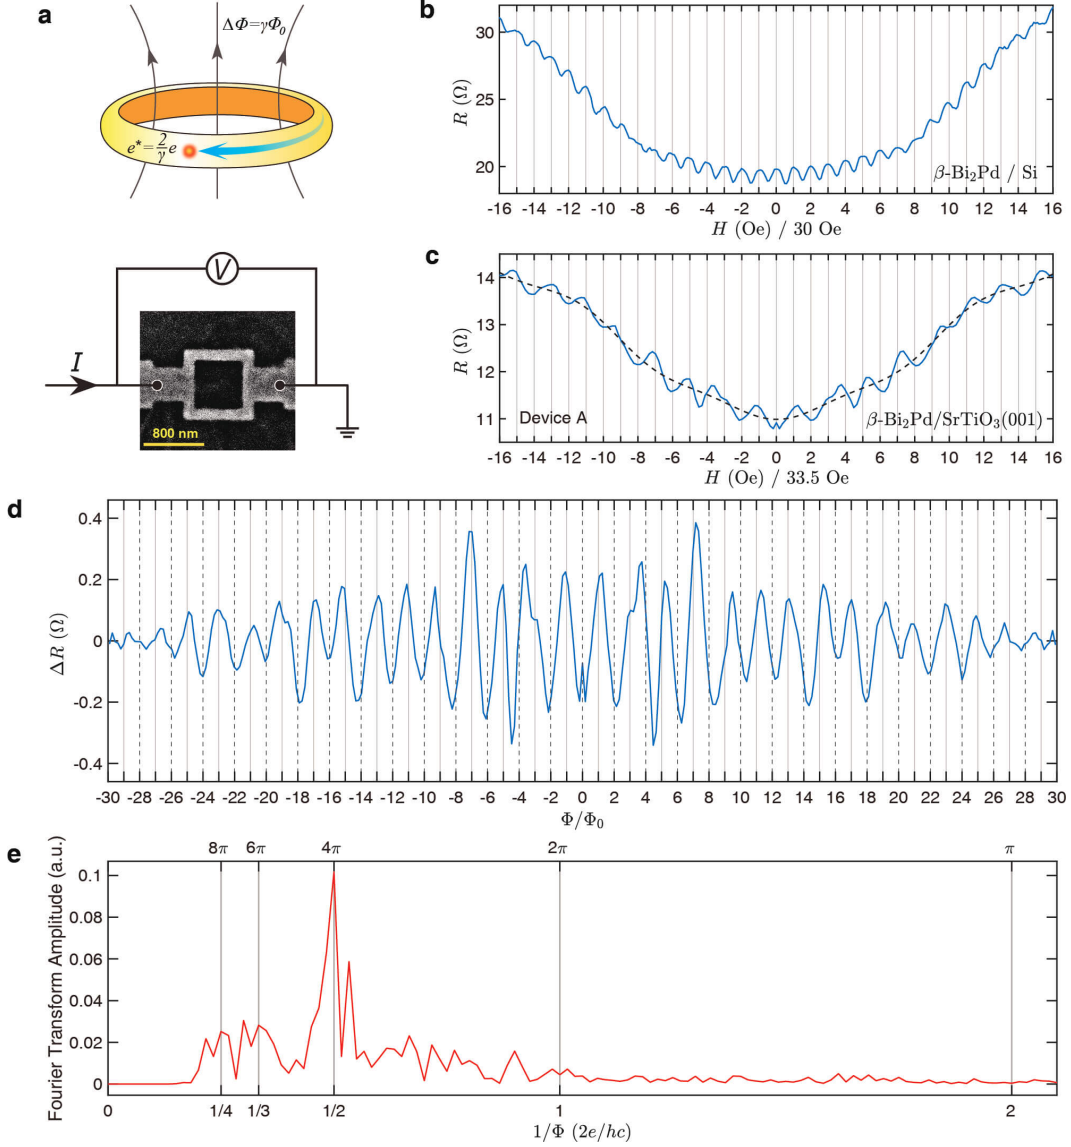 a
ΔΦ=γΦ₀
e*=2/γ e
V
I
800 nm
b
R (Ω)
30
25
20
β-Bi₂Pd / Si
-16 -14 -12 -10 -8 -6 -4 -2 0 2 4 6 8 10 12 14 16
H (Oe) / 30 Oe
c
R (Ω)
14
13
12
11
Device A
β-Bi₂Pd/SrTiO₃(001)
-16 -14 -12 -10 -8 -6 -4 -2 0 2 4 6 8 10 12 14 16
H (Oe) / 33.5 Oe
d
ΔR (Ω)
0.4
0.2
0
-0.2
-0.4
-30 -28 -26 -24 -22 -20 -18 -16 -14 -12 -10 -8 -6 -4 -2 0 2 4 6 8 10 12 14 16 18 20 22 24 26 28 30
Φ/Φ₀
e
8π 6π 4π 2π π
Fourier Transform Amplitude (a.u.)
0.1
0.08
0.06
0.04
0.02
0
0 1/4 1/3 1/2 1 2
1/Φ (2e/hc)